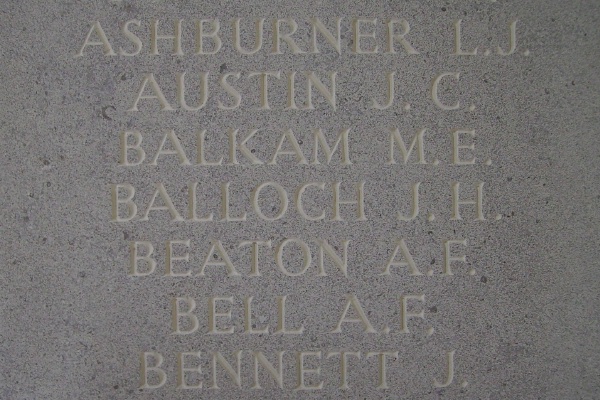 ASHBURNER L.J.
AUSTIN J. C.
BALKAM M.E.
BALLOCH J.H.
BEATON A.F.
BELL A.F.
BENNETT J.